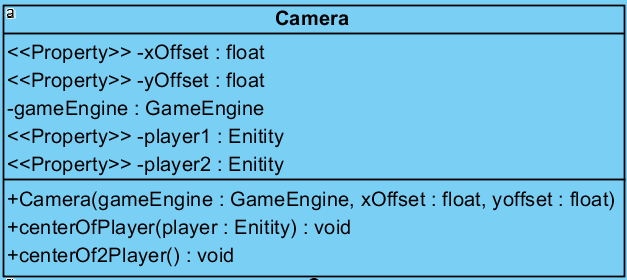 a
Camera
<<Property>> -xOffset : float
<<Property>> -yOffset : float
-gameEngine : GameEngine
<<Property>> -player1 : Enitity
<<Property>> -player2 : Enitity
+Camera(gameEngine : GameEngine, xOffset : float, yoffset : float)
+centerOfPlayer(player : Enitity) : void
+centerOf2Player() : void